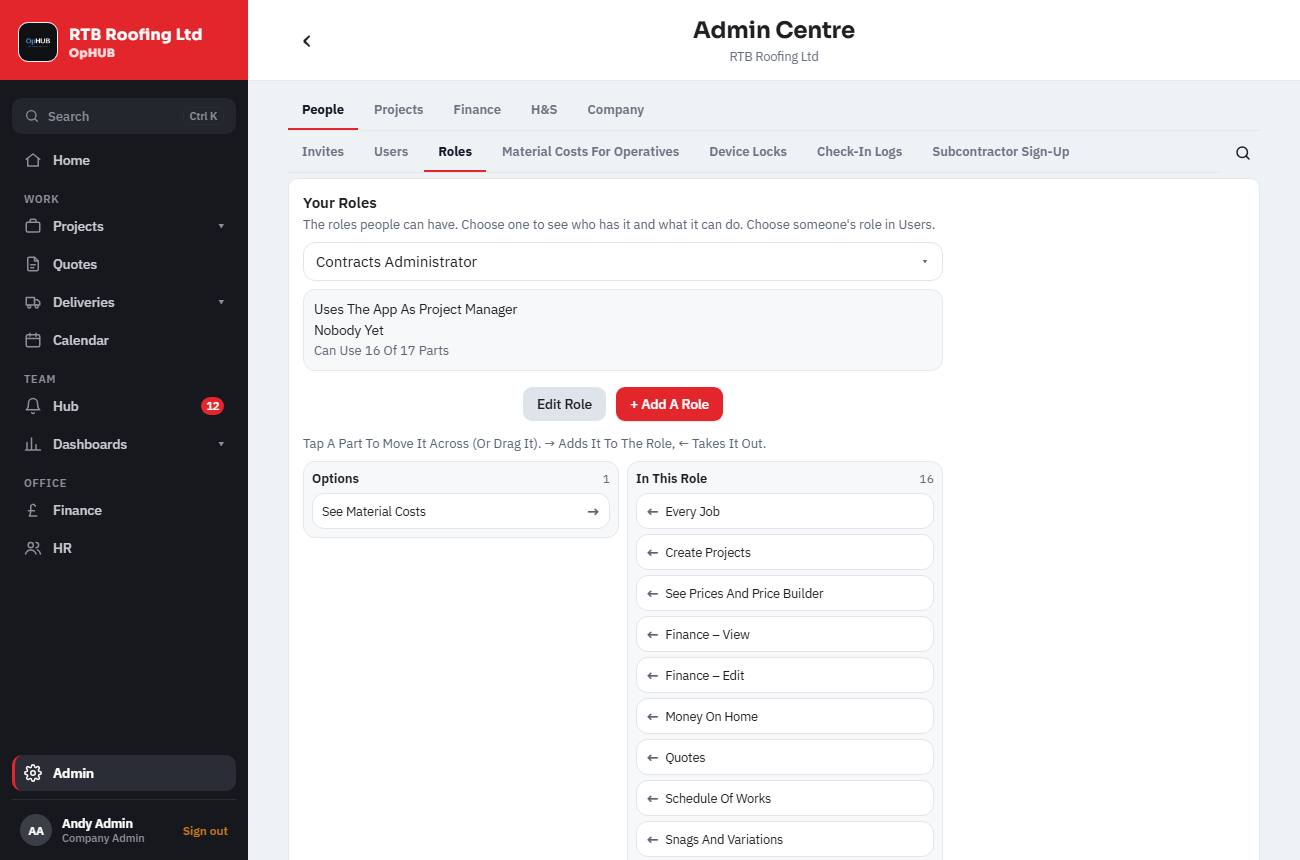 OpHUB
RTB Roofing Ltd
OpHUB
Search
Ctrl K
Home
WORK
Projects
Quotes
Deliveries
Calendar
TEAM
Hub
12
Dashboards
OFFICE
Finance
HR
Admin
AA
Andy Admin
Company Admin
Sign out
Admin Centre
RTB Roofing Ltd
People Projects Finance H&S Company
Invites Users Roles Material Costs For Operatives Device Locks Check-In Logs Subcontractor Sign-Up
Your Roles
The roles people can have. Choose one to see who has it and what it can do. Choose someone's role in Users.
Contracts Administrator
Uses The App As Project Manager
Nobody Yet
Can Use 16 Of 17 Parts
Edit Role
+ Add A Role
Tap A Part To Move It Across (Or Drag It). → Adds It To The Role, ← Takes It Out.
Options 1
See Material Costs →
In This Role 16
← Every Job
← Create Projects
← See Prices And Price Builder
← Finance – View
← Finance – Edit
← Money On Home
← Quotes
← Schedule Of Works
← Snags And Variations